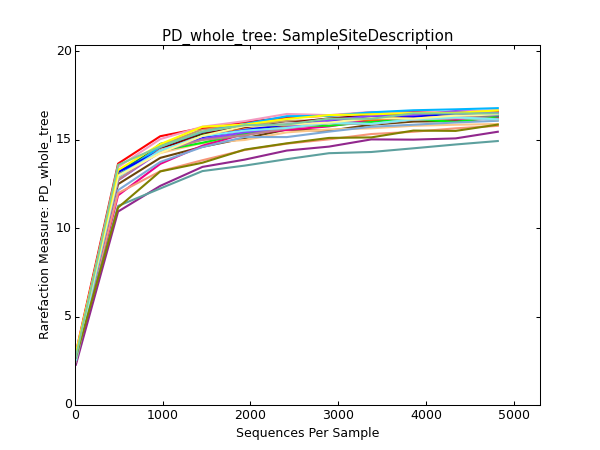 PD_whole_tree: SampleSiteDescription
20
15
10
5
0
Rarefaction Measure: PD_whole_tree
0 1000 2000 3000 4000 5000
Sequences Per Sample